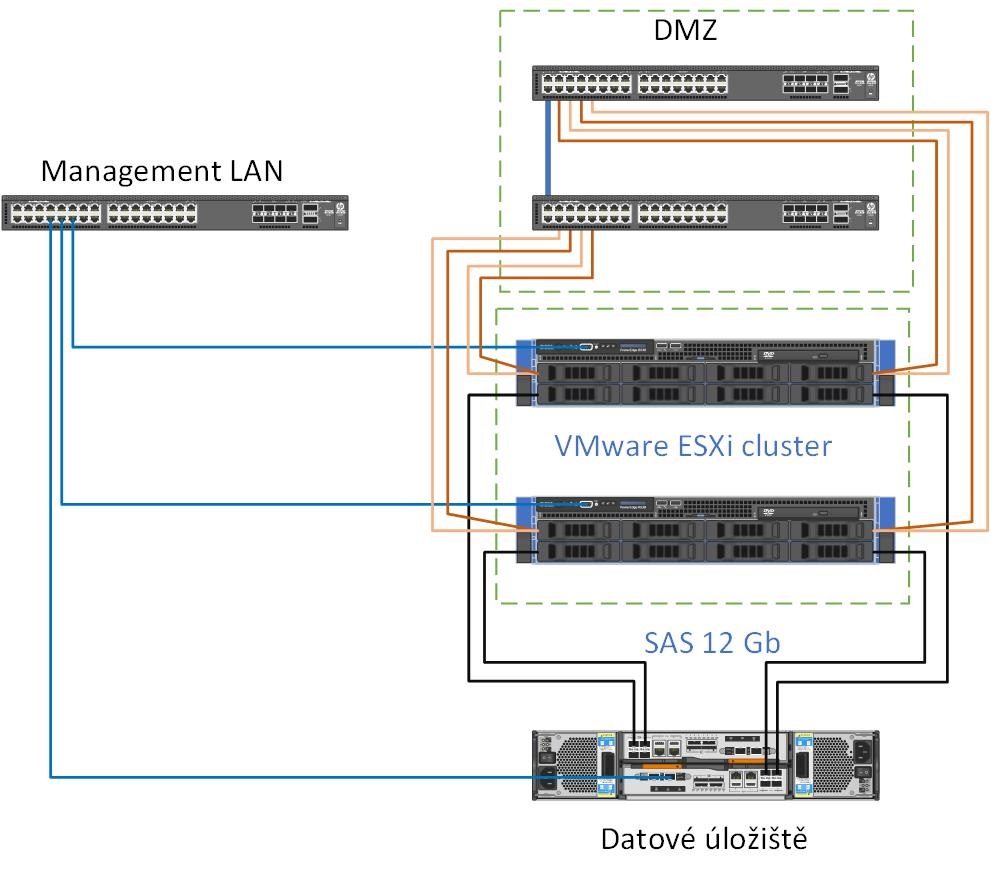 DMZ
Management LAN
VMware ESXi cluster
SAS 12 Gb
Datové úložiště